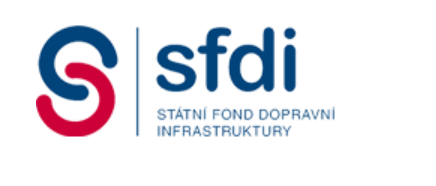 sfdi
STÁTNÍ FOND DOPRAVNÍ
INFRASTRUKTURY